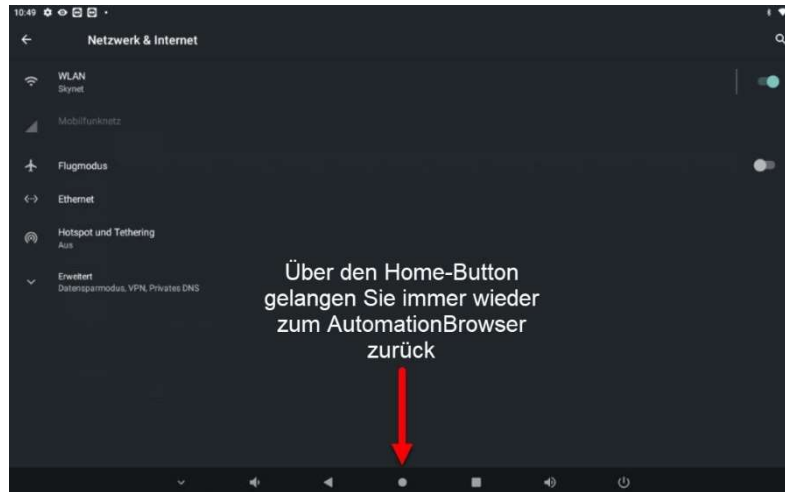 10:49
Netzwerk & Internet
WLAN
Skynet
Mobilfunknetz
Flugmodus
Ethernet
Hotspot und Tethering
Aus
Erweitert
Datensparmodus, VPN, Privates DNS
Über den Home-Button
gelangen Sie immer wieder
zum AutomationBrowser
zurück